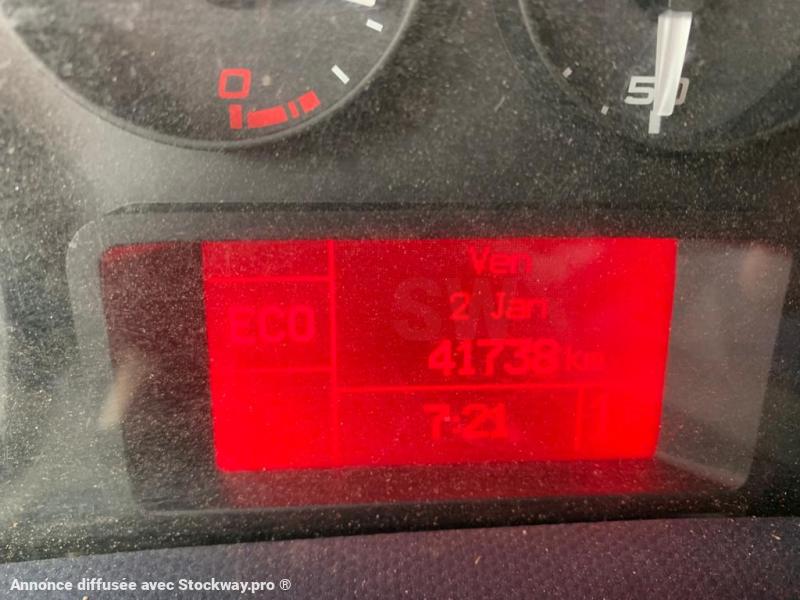 0
50
Ven
ECO
2 Jan
41738 km
7:21
Annonce diffusée avec Stockway.pro ®